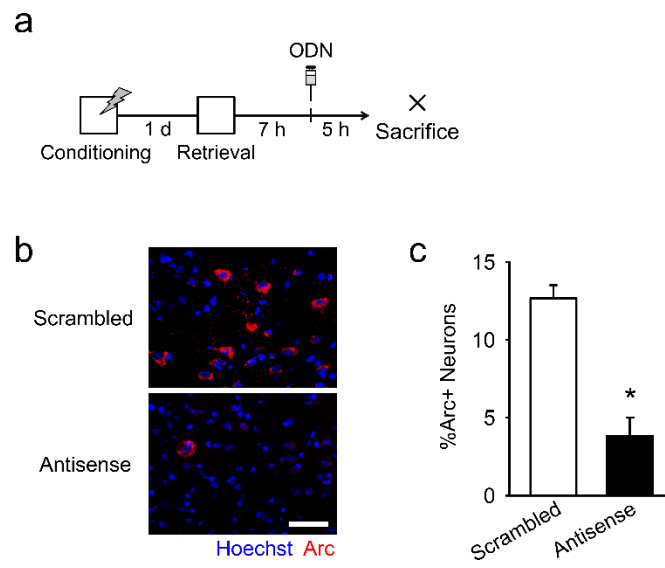 a
ODN
1 d
7 h
5 h
Conditioning
Retrieval
Sacrifice
b
Scrambled
Antisense
Hoechst Arc
c
%Arc+ Neurons
15
10
5
0
*
Scrambled
Antisense